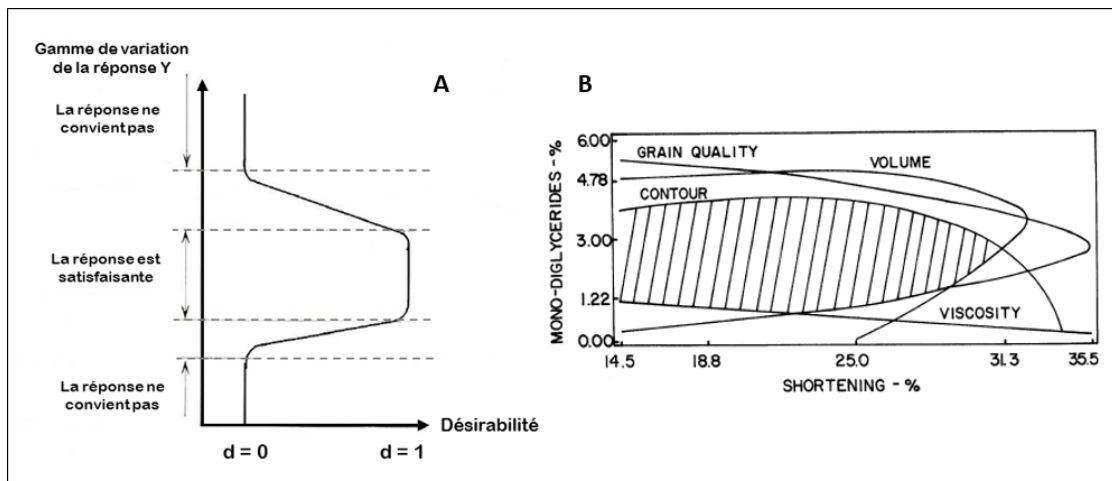 Gamme de variation
de la réponse Y
A
La réponse ne
convient pas
La réponse est
satisfaisante
La réponse ne
convient pas
Désirabilité
d = 0
d = 1
B
MONO-DIGLYCERIDES - %
6.00
4.78
3.00
1.22
0.00
GRAIN QUALITY
VOLUME
CONTOUR
VISCOSITY
14.5
18.8
25.0
31.3
35.5
SHORTENING - %